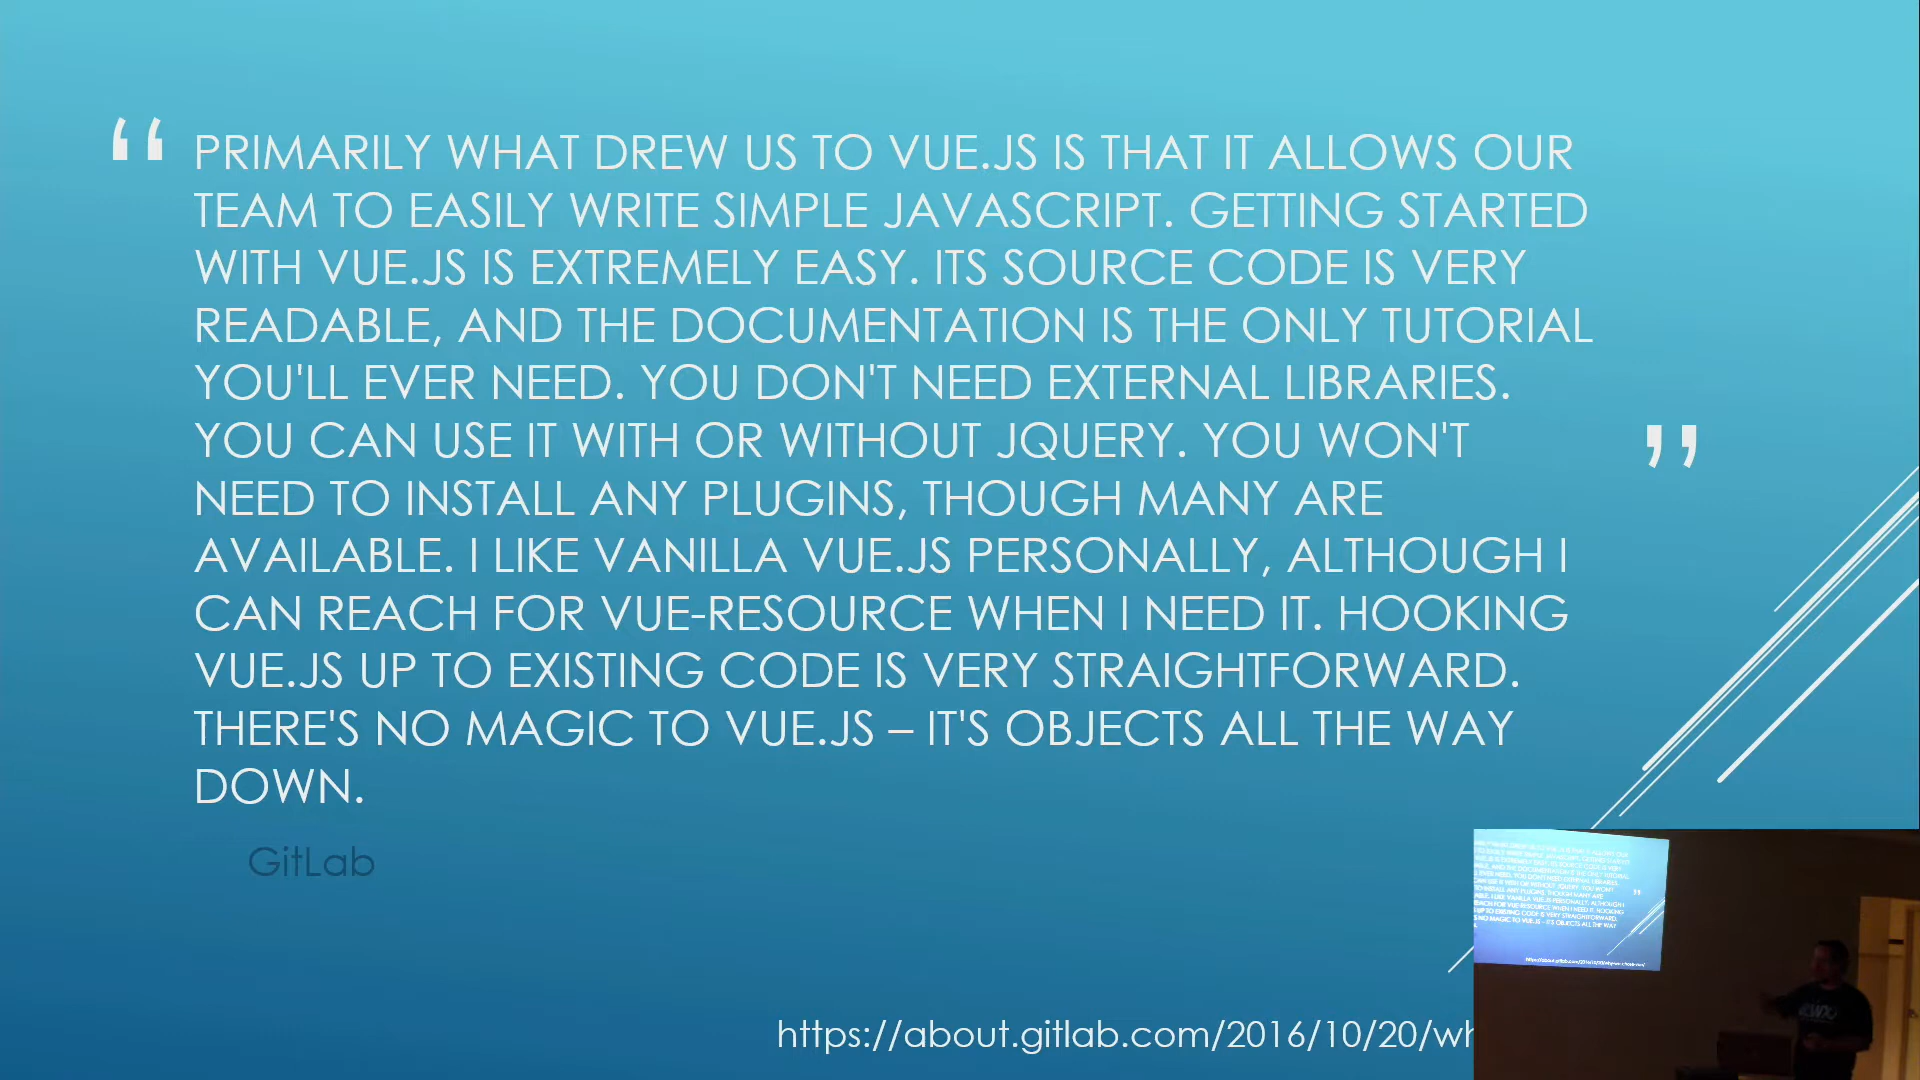 “ PRIMARILY WHAT DREW US TO VUE.JS IS THAT IT ALLOWS OUR
TEAM TO EASILY WRITE SIMPLE JAVASCRIPT. GETTING STARTED
WITH VUE.JS IS EXTREMELY EASY. ITS SOURCE CODE IS VERY
READABLE, AND THE DOCUMENTATION IS THE ONLY TUTORIAL
YOU'LL EVER NEED. YOU DON'T NEED EXTERNAL LIBRARIES.
YOU CAN USE IT WITH OR WITHOUT JQUERY. YOU WON'T
NEED TO INSTALL ANY PLUGINS, THOUGH MANY ARE
AVAILABLE. I LIKE VANILLA VUE.JS PERSONALLY, ALTHOUGH I
CAN REACH FOR VUE-RESOURCE WHEN I NEED IT. HOOKING
VUE.JS UP TO EXISTING CODE IS VERY STRAIGHTFORWARD.
THERE'S NO MAGIC TO VUE.JS – IT'S OBJECTS ALL THE WAY
DOWN. ”
GitLab
https://about.gitlab.com/2016/10/20/wh